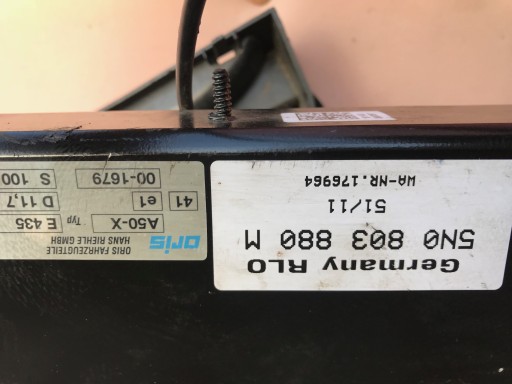 Germany RLO
5N0 803 880 M
51/11
WA-NR.176964
oris
ORIS FAHRZEUGTEILE
HANS RIEHLE GMBH
A50-X
Typ
E 435
41
e1
D 11,7
00-1679
S 100